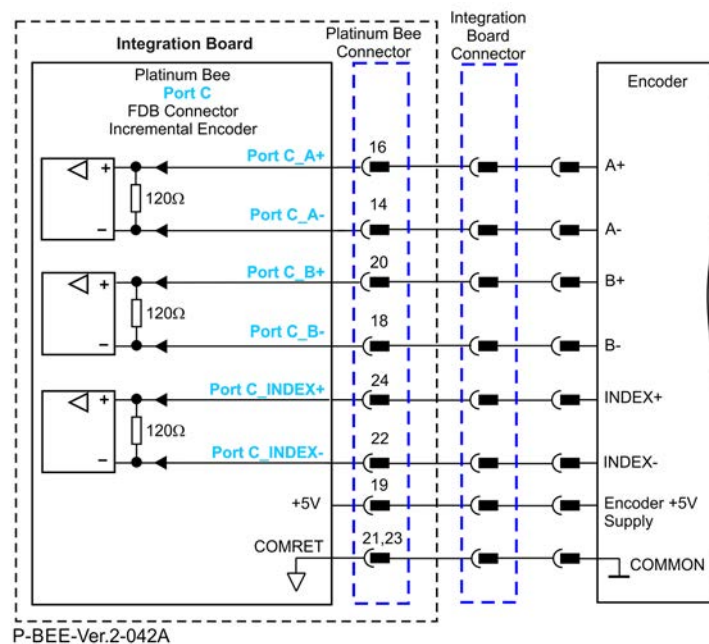 Integration Board
Platinum Bee
Connector
Integration
Board
Connector
Platinum Bee
Port C
FDB Connector
Incremental Encoder
Encoder
+
120Ω
−
Port C_A+
16
A+
Port C_A-
14
A-
+
120Ω
−
Port C_B+
20
B+
Port C_B-
18
B-
+
120Ω
−
Port C_INDEX+
24
INDEX+
Port C_INDEX-
22
INDEX-
+5V
19
Encoder +5V
Supply
COMRET
21,23
COMMON
P-BEE-Ver.2-042A